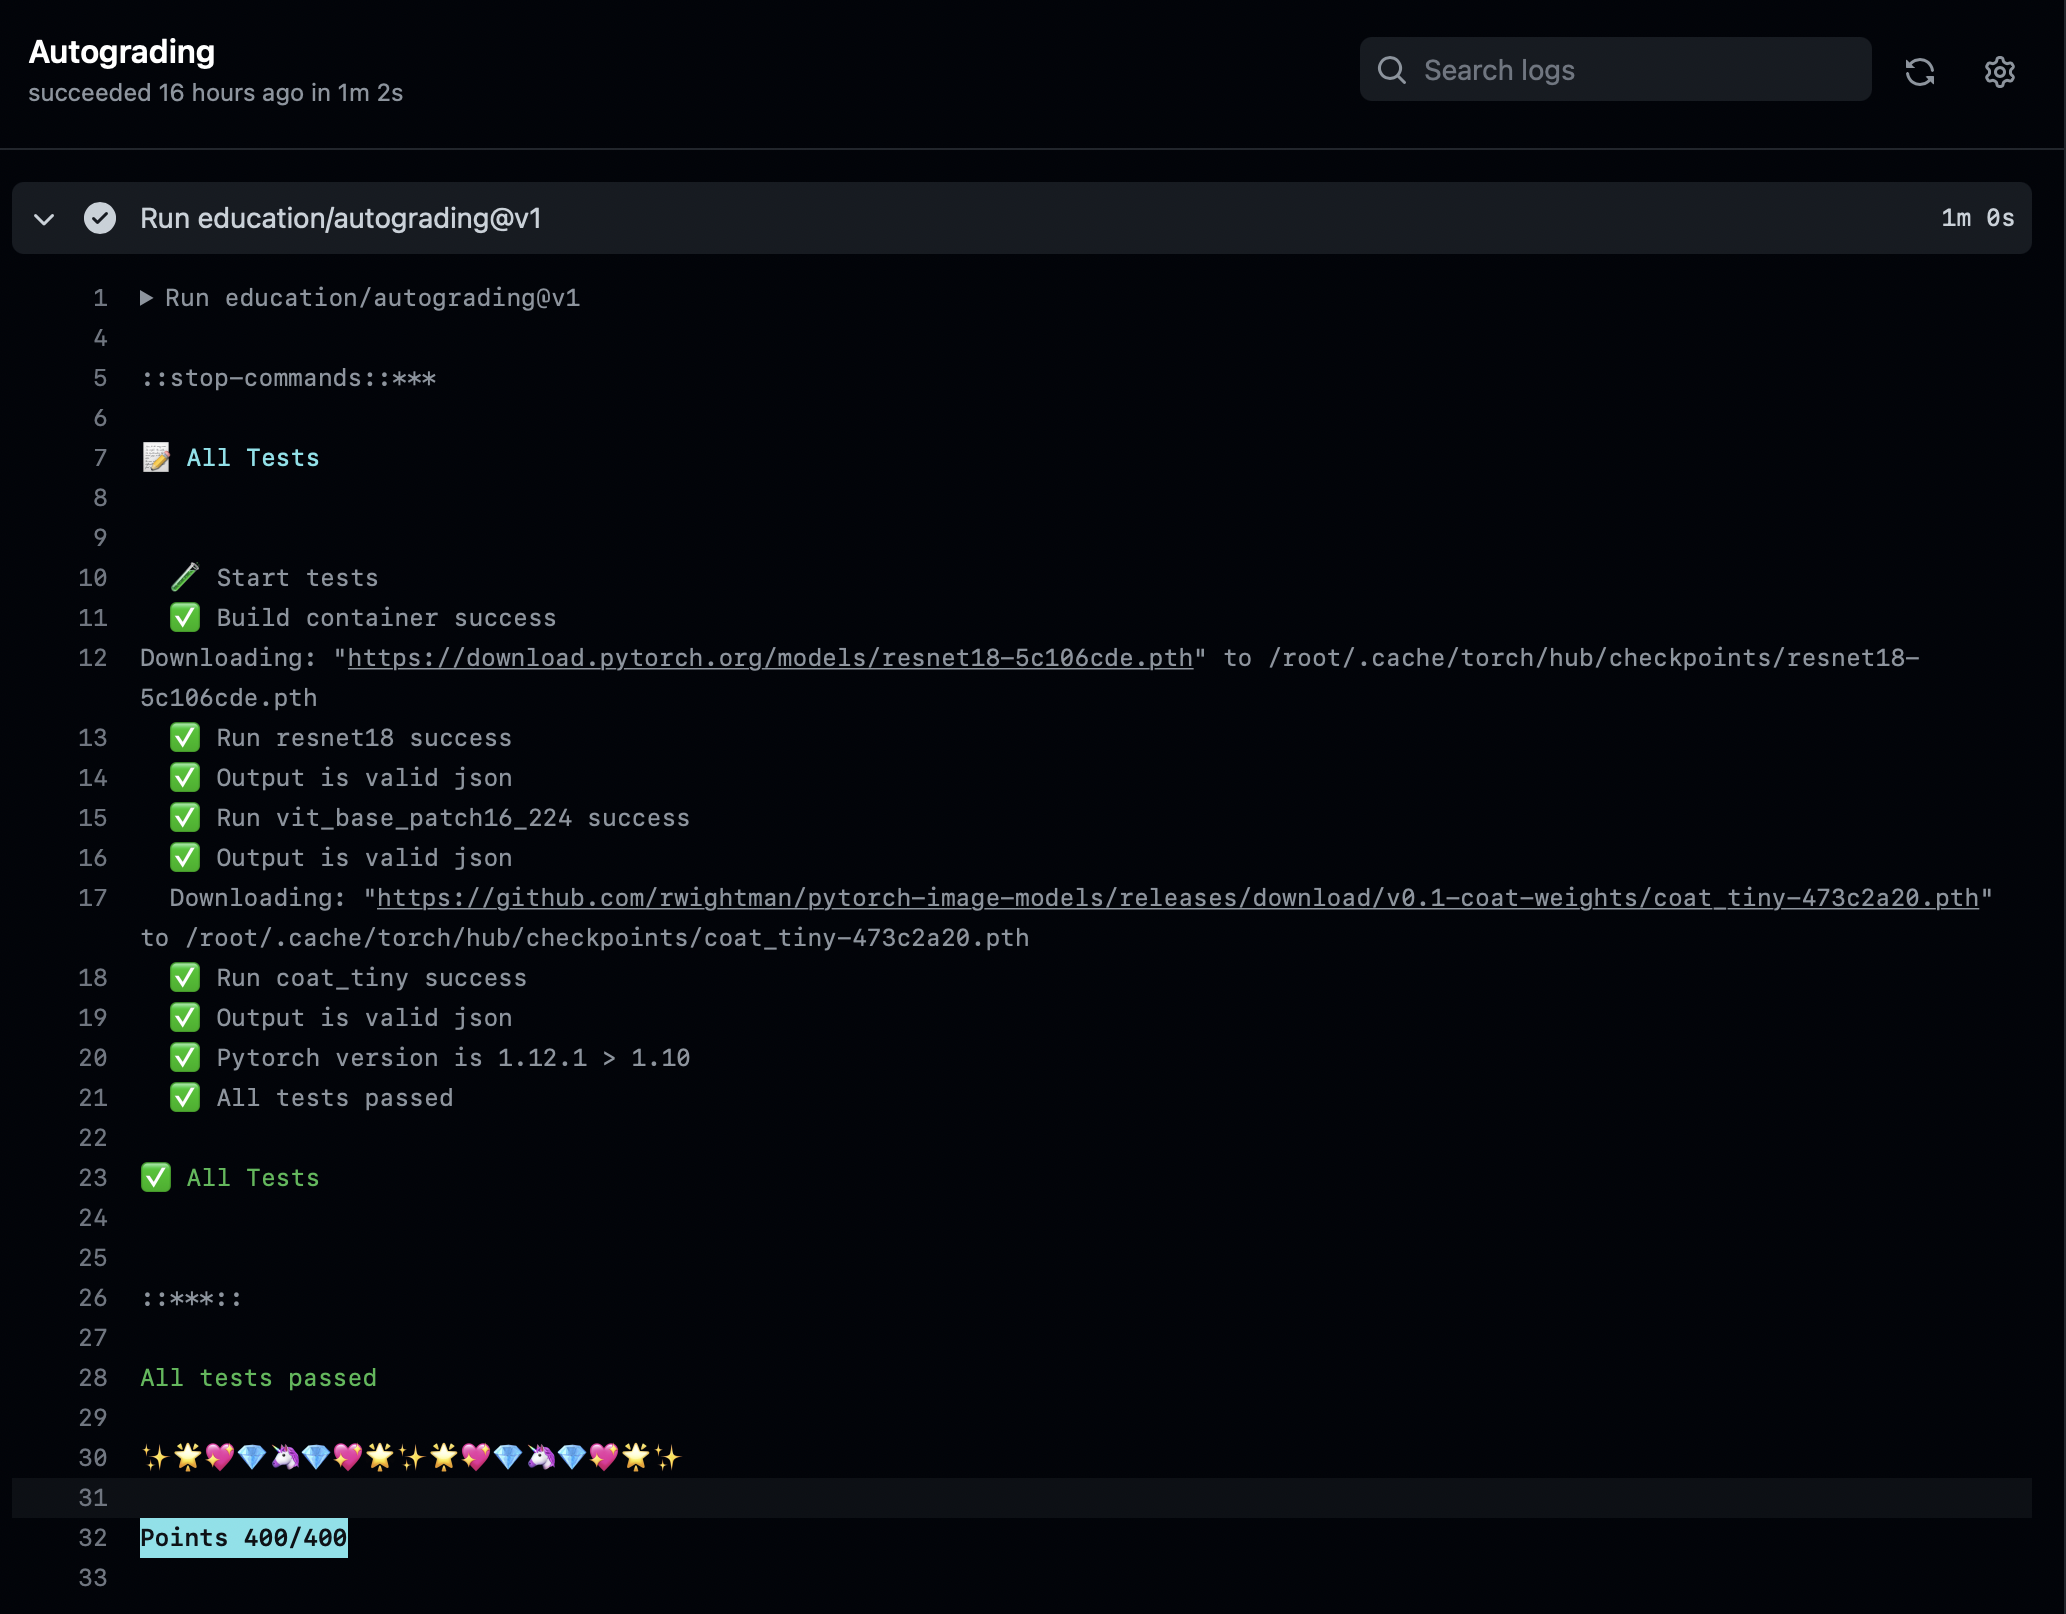 Autograding
succeeded 16 hours ago in 1m 2s
Search logs
Run education/autograding@v1
1m 0s
1 ▶ Run education/autograding@v1
4
5 ::stop-commands::***
6
7 📝 All Tests
8
9
10 🧪 Start tests
11 ✅ Build container success
12 Downloading: "https://download.pytorch.org/models/resnet18-5c106cde.pth" to /root/.cache/torch/hub/checkpoints/resnet18-
5c106cde.pth
13 ✅ Run resnet18 success
14 ✅ Output is valid json
15 ✅ Run vit_base_patch16_224 success
16 ✅ Output is valid json
17 Downloading: "https://github.com/rwightman/pytorch-image-models/releases/download/v0.1-coat-weights/coat_tiny-473c2a20.pth"
to /root/.cache/torch/hub/checkpoints/coat_tiny-473c2a20.pth
18 ✅ Run coat_tiny success
19 ✅ Output is valid json
20 ✅ Pytorch version is 1.12.1 > 1.10
21 ✅ All tests passed
22
23 ✅ All Tests
24
25
26 ::***::
27
28 All tests passed
29
30 ✨🌟💖💎🦄💎💖🌟✨🌟💖💎🦄💎💖🌟✨
31
32 Points 400/400
33